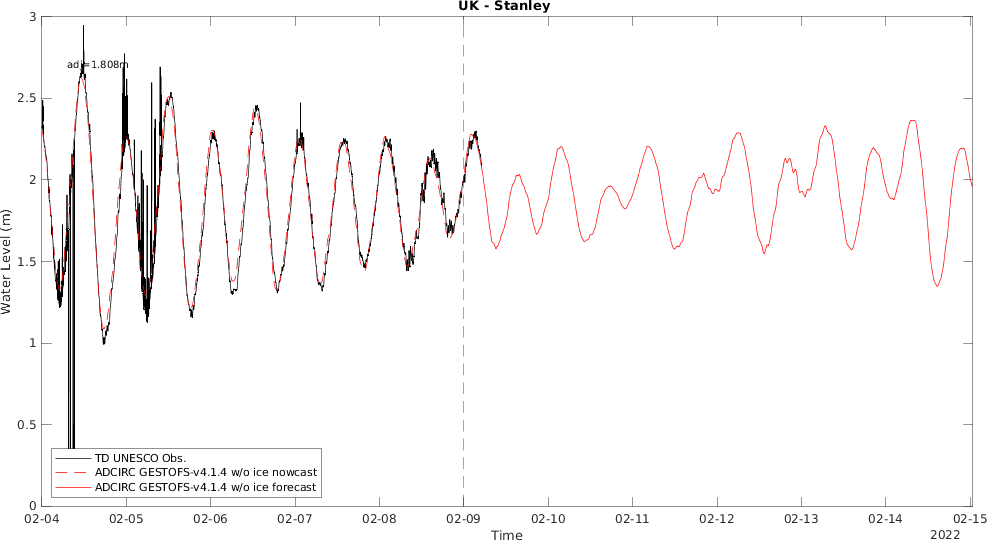 UK - Stanley
3
2.5
2
1.5
1
0.5
0
Water Level (m)
adj=1.808m
TD UNESCO Obs.
ADCIRC GESTOFS-v4.1.4 w/o ice nowcast
ADCIRC GESTOFS-v4.1.4 w/o ice forecast
02-04 02-05 02-06 02-07 02-08 02-09 02-10 02-11 02-12 02-13 02-14 02-15
Time
2022